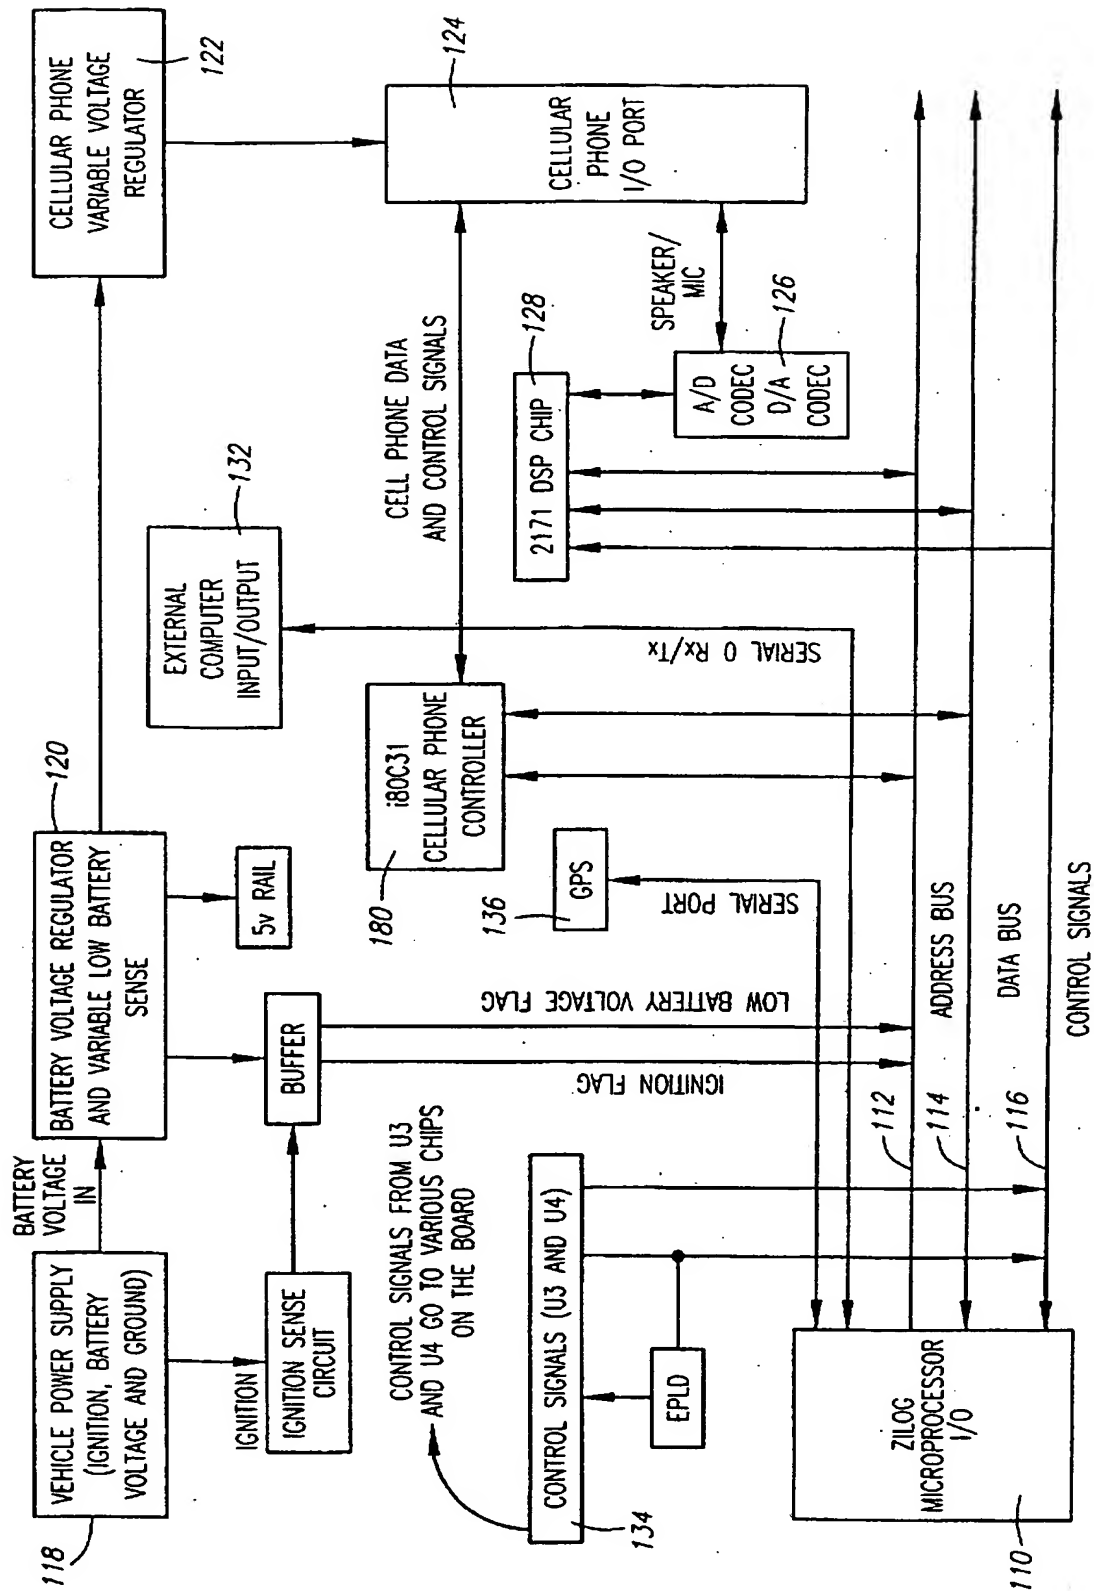 VEHICLE POWER SUPPLY
(IGNITION, BATTERY
VOLTAGE AND GROUND)
118
BATTERY
VOLTAGE
IN
BATTERY VOLTAGE REGULATOR
AND VARIABLE LOW BATTERY
SENSE
120
CELLULAR PHONE
VARIABLE VOLTAGE
REGULATOR
122
IGNITION
IGNITION SENSE
CIRCUIT
BUFFER
5v RAIL
EXTERNAL
COMPUTER
INPUT/OUTPUT
132
CELL PHONE DATA
AND CONTROL SIGNALS
CELLULAR
PHONE
I/O PORT
124
CONTROL SIGNALS FROM U3
AND U4 GO TO VARIOUS CHIPS
ON THE BOARD
i80C31
CELLULAR PHONE
CONTROLLER
180
CONTROL SIGNALS (U3 AND U4)
134
EPLD
IGNITION FLAG
LOW BATTERY VOLTAGE FLAG
GPS
136
SERIAL PORT
SERIAL 0 Rx/Tx
2171 DSP CHIP
128
SPEAKER/
MIC
A/D
CODEC
D/A
CODEC
126
ZILOG
MICROPROCESSOR
I/O
110
112
ADDRESS BUS
114
DATA BUS
116
CONTROL SIGNALS